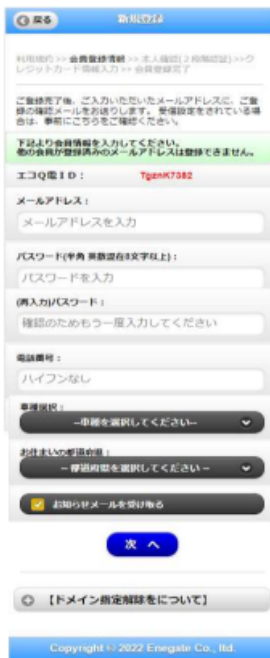 戻る
新規登録
利用規約 >> 会員登録情報 >> 本人確認(2段階認証) >>ク
レジットカード情報入力 >> 会員登録完了
ご登録完了後、ご入力いただいたメールアドレスに、ご登
録の確認メールをお送りします。 受信設定をされている場
合は、事前にこちらをご確認ください。
下記より会員情報を入力してください。
他の会員が登録済みのメールアドレスは登録できません。
エコQ電ID: TgznK7382
メールアドレス:
メールアドレスを入力
パスワード(半角 英数混在8文字以上):
パスワードを入力
(再入力)パスワード:
確認のためもう一度入力してください
電話番号:
ハイフンなし
車種選択:
--車種を選択してください--
お住まいの都道府県:
-- 都道府県を選択してください --
お知らせメールを受け取る
次 へ
【ドメイン指定解除をについて】
Copyright © 2022 Enegate Co., ltd.